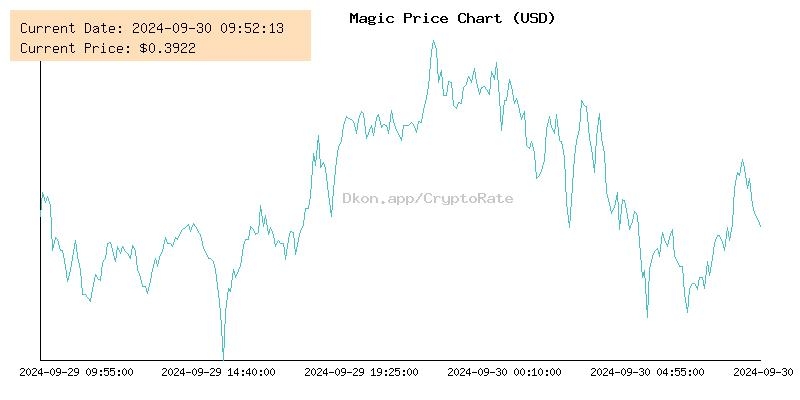 Magic Price Chart (USD)
Current Date: 2024-09-30 09:52:13
Current Price: $0.3922
Dkon.app/CryptoRate
2024-09-29 09:55:00 2024-09-29 14:40:00 2024-09-29 19:25:00 2024-09-30 00:10:00 2024-09-30 04:55:00 2024-09-30